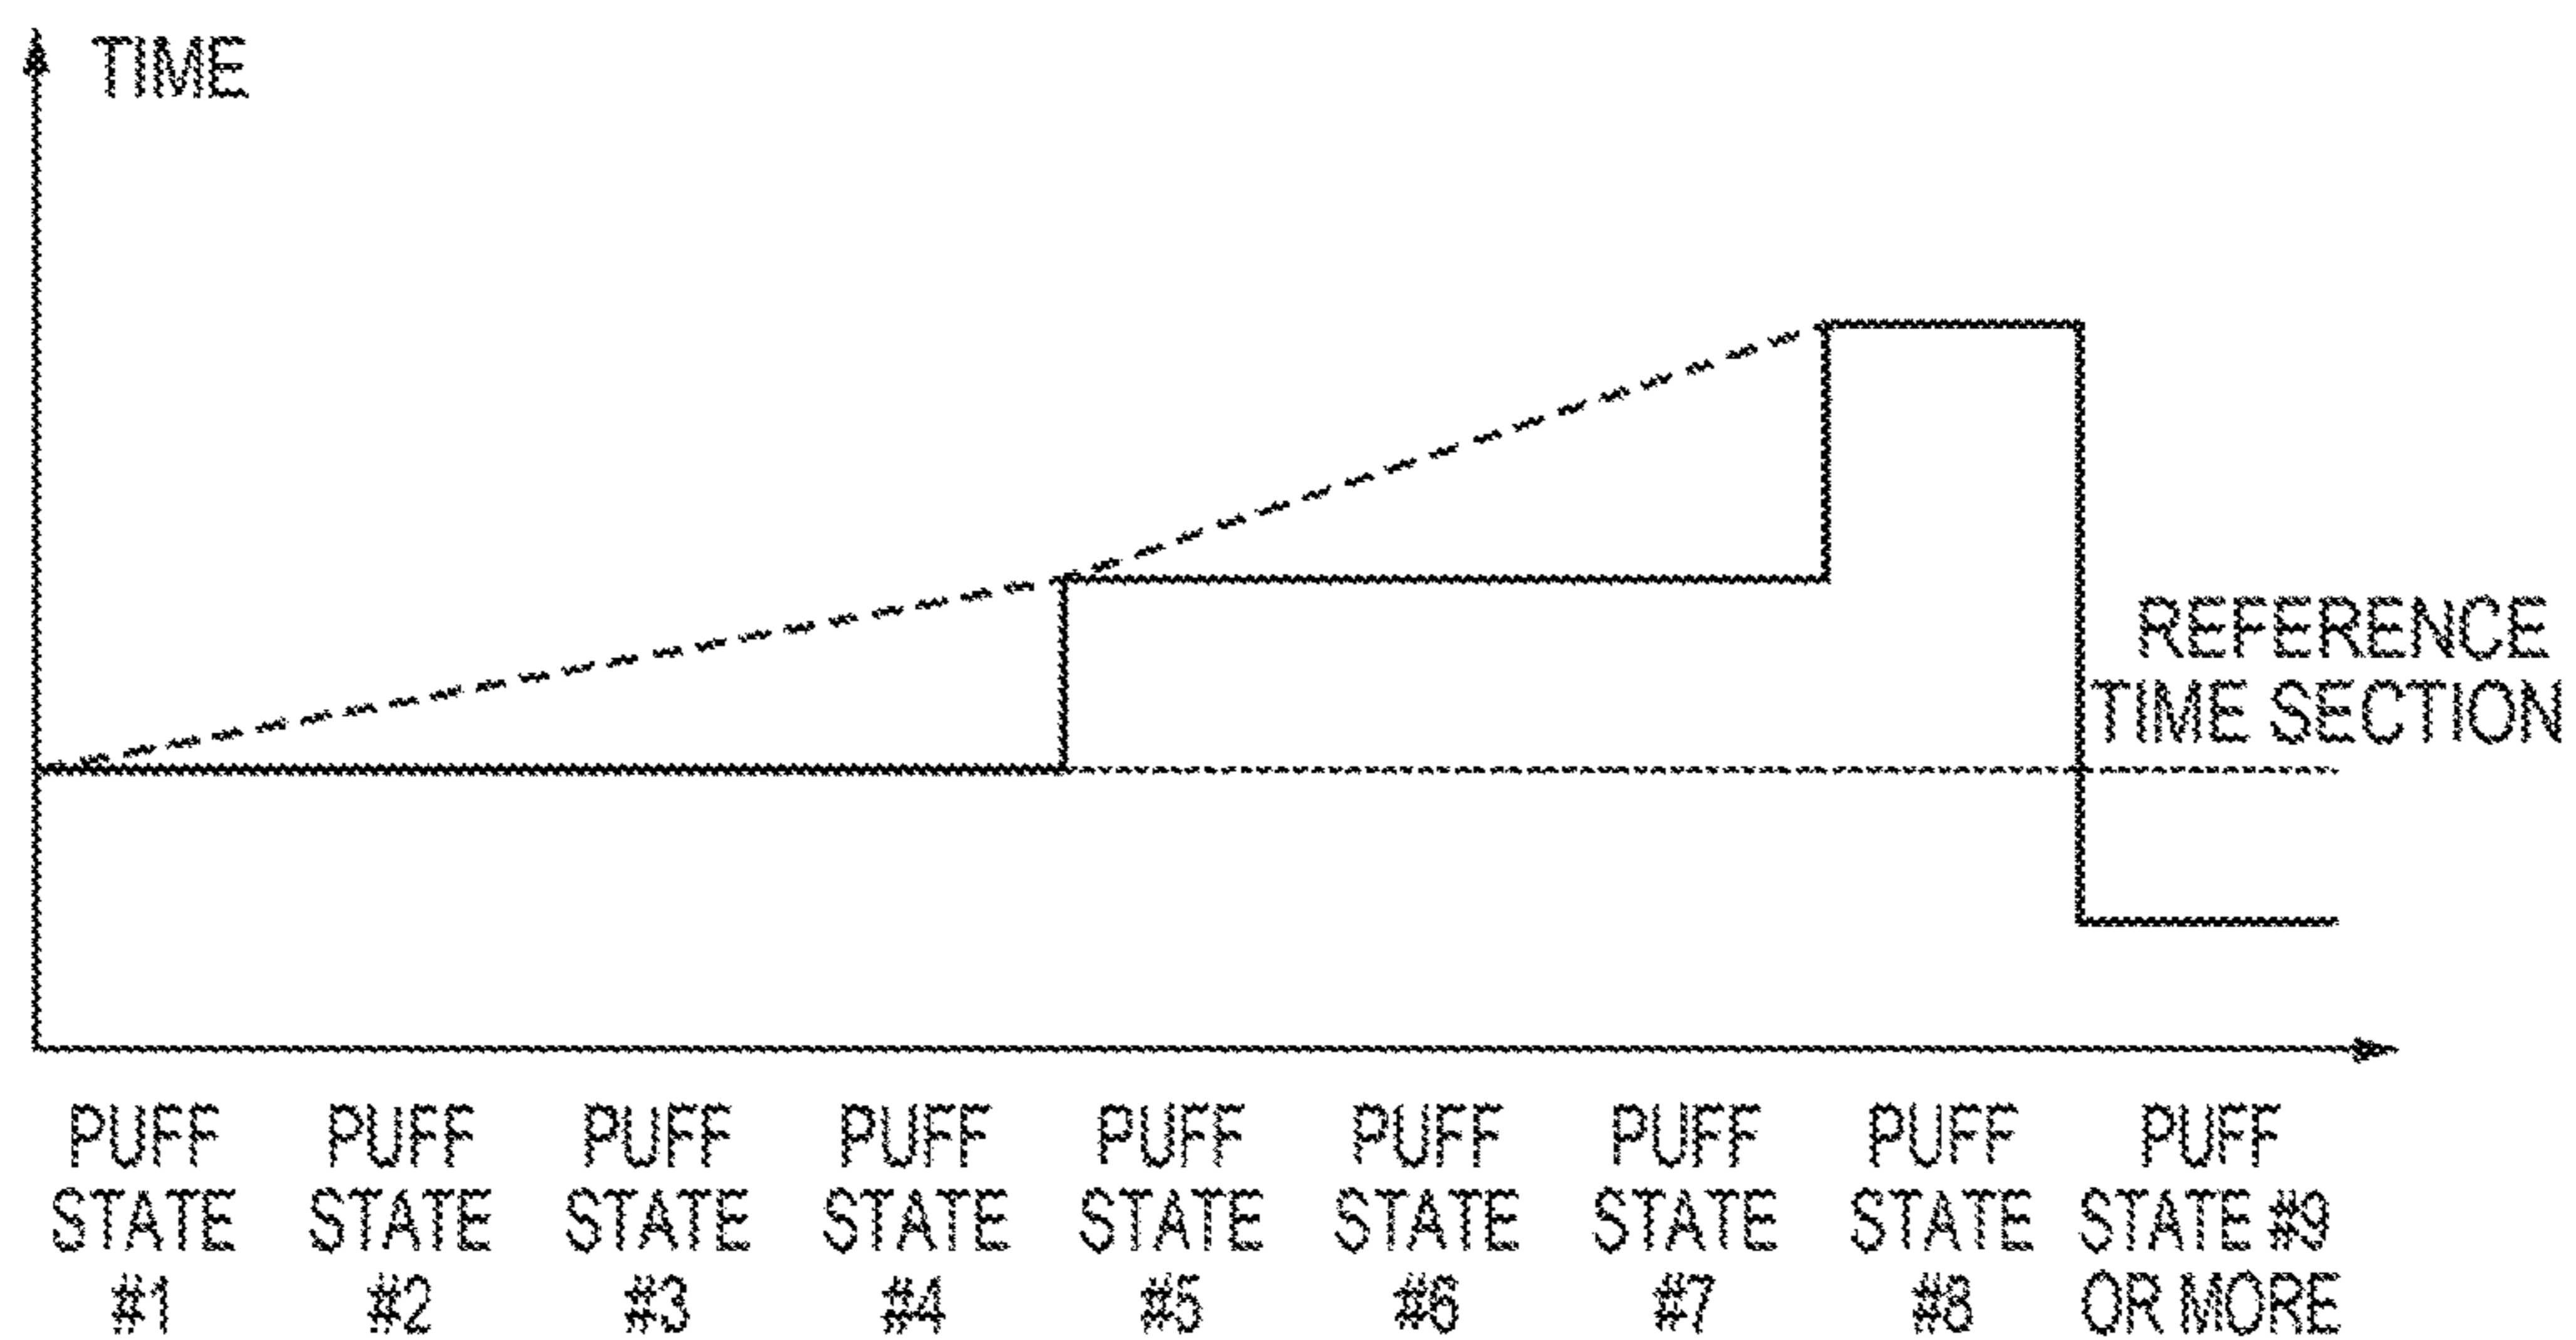 TIME
REFERENCE
TIME SECTION
PUFF
STATE
#1
PUFF
STATE
#2
PUFF
STATE
#3
PUFF
STATE
#4
PUFF
STATE
#5
PUFF
STATE
#6
PUFF
STATE
#7
PUFF
STATE
#8
PUFF
STATE #9
OR MORE